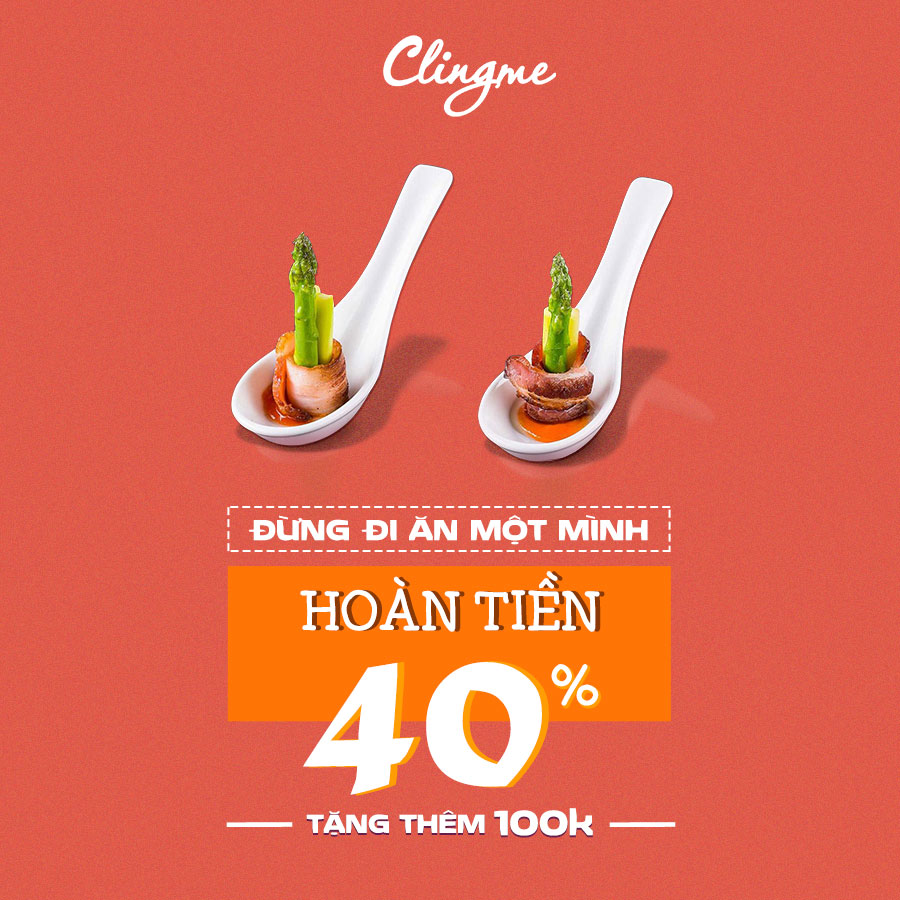 Clingme
ĐỪNG ĐI ĂN MỘT MÌNH
HOÀN TIỀN
40%
TẶNG THÊM 100k